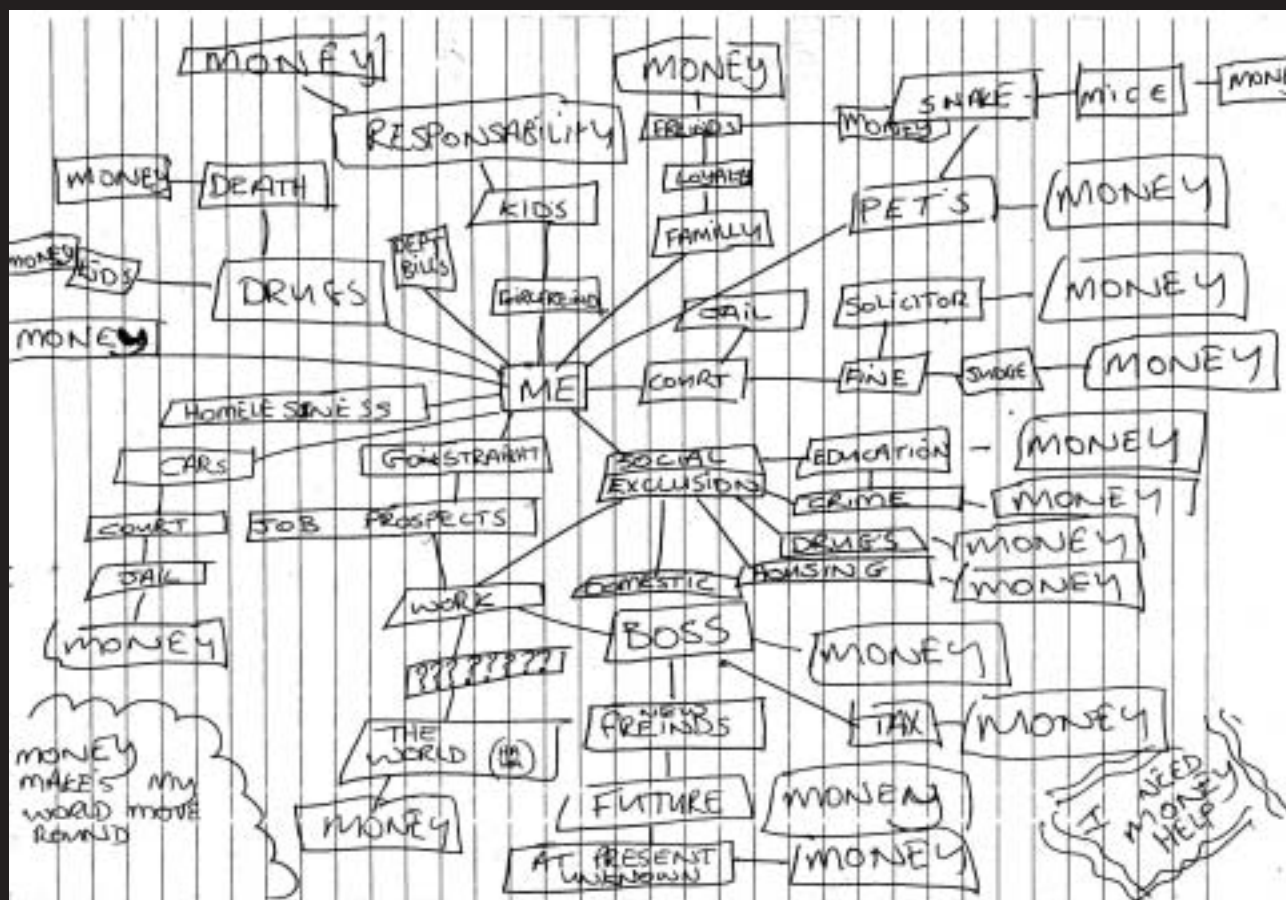 MONEY
MONEY
SNAKE
MICE
MON
RESPONSABILITY
FREINDS
MONEY
MONEY
DEATH
LOYALTY
KIDS
PET'S
MONEY
FAMILLY
DEPT
BILLS
MONEY
KIDS
DRUGS
GIRLFREIND
JAIL
SOLICITOR
MONEY
MONEY
ME
COURT
FINE
JUDGE
MONEY
HOMELESSNESS
CARS
GO STRAIGHT
SOCIAL
EXCLUSION
EDUCATION
MONEY
CRIME
MONEY
COURT
JOB PROSPECTS
DRUGS
MONEY
JAIL
DOMESTIC
HOUSING
MONEY
WORK
MONEY
BOSS
MONEY
????????
NEW
FREINDS
TAX
MONEY
THE
WORLD
MONEY
MAKES MY
WORLD MOVE
ROUND
FUTURE
MONEY
I NEED
MONEY
HELP
MONEY
AT PRESENT
UNKNOWN
MONEY